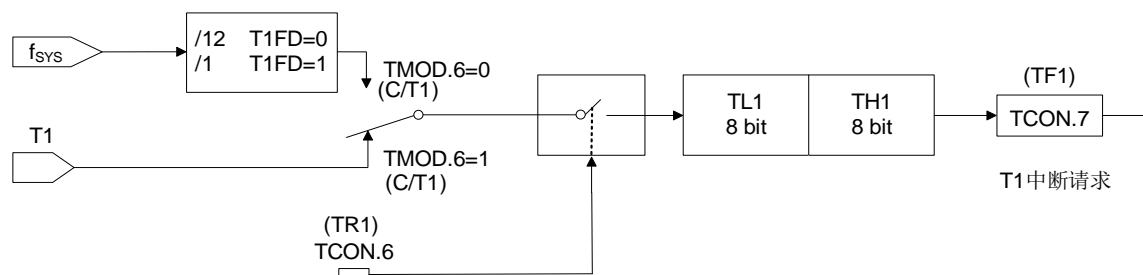 fSYS
/12 T1FD=0
/1 T1FD=1
TMOD.6=0
(C/T1)
T1
TMOD.6=1
(C/T1)
(TR1)
TCON.6
TL1
8 bit
TH1
8 bit
(TF1)
TCON.7
T1中断请求